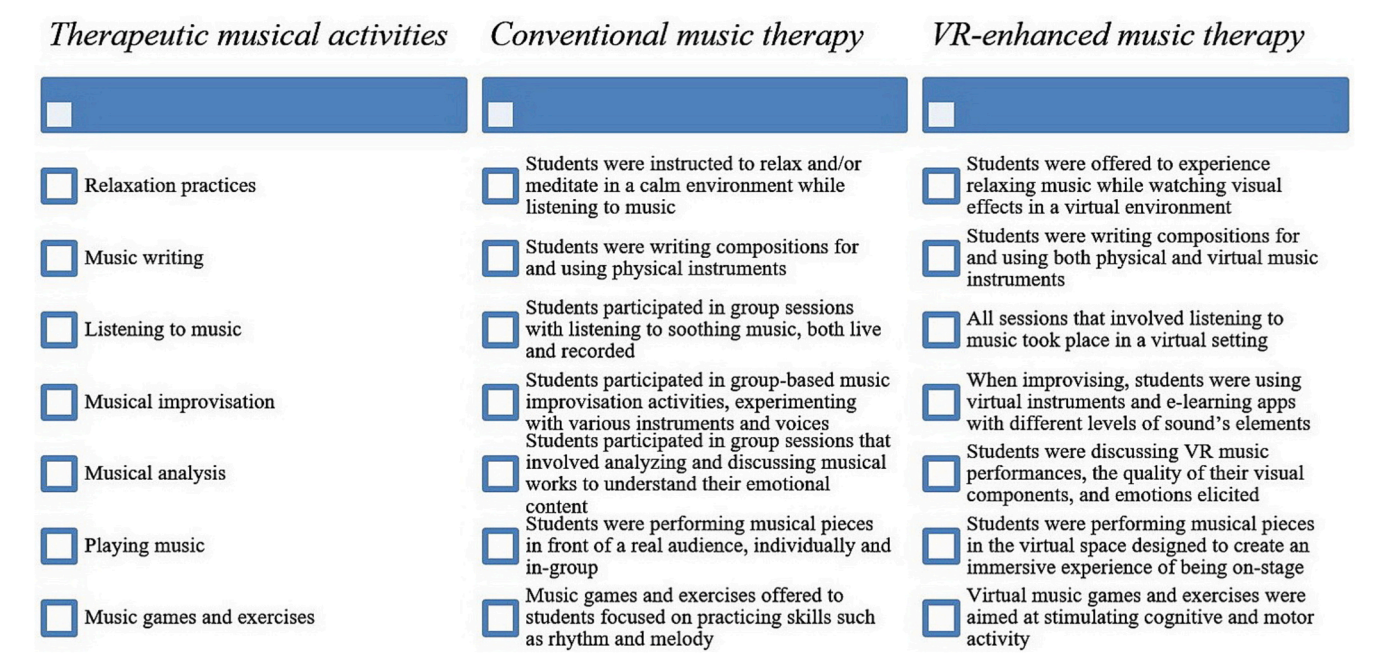 Therapeutic musical activities
Conventional music therapy
VR-enhanced music therapy
Relaxation practices
Students were instructed to relax and/or
meditate in a calm environment while
listening to music
Students were offered to experience
relaxing music while watching visual
effects in a virtual environment
Music writing
Students were writing compositions for
and using physical instruments
Students were writing compositions for
and using both physical and virtual music
instruments
Listening to music
Students participated in group sessions
with listening to soothing music, both live
and recorded
All sessions that involved listening to
music took place in a virtual setting
Musical improvisation
Students participated in group-based music
improvisation activities, experimenting
with various instruments and voices
When improvising, students were using
virtual instruments and e-learning apps
with different levels of sound’s elements
Musical analysis
Students participated in group sessions that
involved analyzing and discussing musical
works to understand their emotional
content
Students were discussing VR music
performances, the quality of their visual
components, and emotions elicited
Playing music
Students were performing musical pieces
in front of a real audience, individually and
in-group
Students were performing musical pieces
in the virtual space designed to create an
immersive experience of being on-stage
Music games and exercises
Music games and exercises offered to
students focused on practicing skills such
as rhythm and melody
Virtual music games and exercises were
aimed at stimulating cognitive and motor
activity